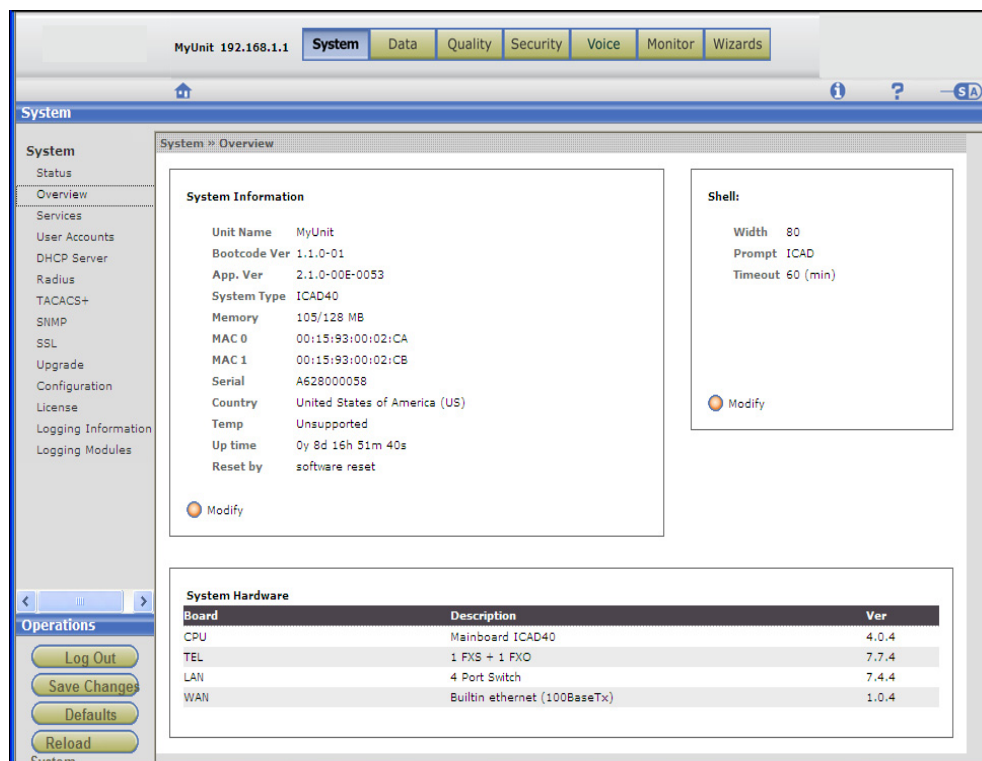 MyUnit 192.168.1.1 System Data Quality Security Voice Monitor Wizards
i ? SA
System
System
Status
Overview
Services
User Accounts
DHCP Server
Radius
TACACS+
SNMP
SSL
Upgrade
Configuration
License
Logging Information
Logging Modules
System » Overview
System Information
Unit Name MyUnit
Bootcode Ver 1.1.0-01
App. Ver 2.1.0-00E-0053
System Type ICAD40
Memory 105/128 MB
MAC 0 00:15:93:00:02:CA
MAC 1 00:15:93:00:02:CB
Serial A628000058
Country United States of America (US)
Temp Unsupported
Up time 0y 8d 16h 51m 40s
Reset by software reset
Modify
Shell:
Width 80
Prompt ICAD
Timeout 60 (min)
Modify
System Hardware
Board Description Ver
CPU Mainboard ICAD40 4.0.4
TEL 1 FXS + 1 FXO 7.7.4
LAN 4 Port Switch 7.4.4
WAN Builtin ethernet (100BaseTx) 1.0.4
Operations
Log Out
Save Changes
Defaults
Reload
System